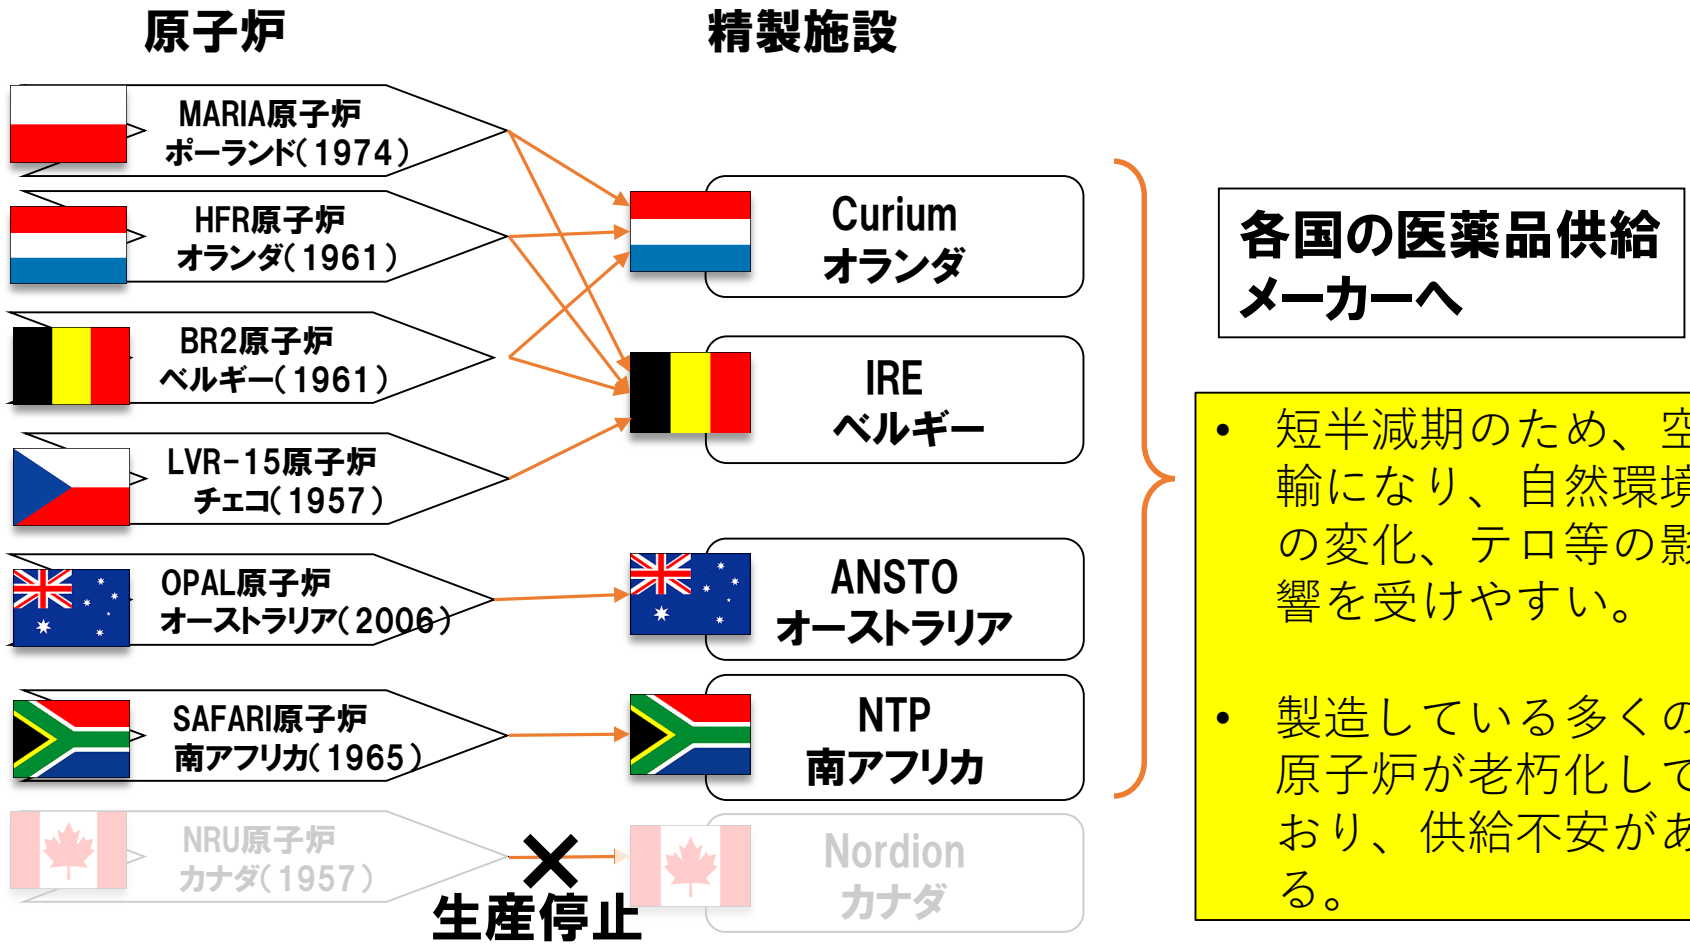 原子炉
精製施設
MARIA原子炉
ポーランド(1974)
HFR原子炉
オランダ(1961)
BR2原子炉
ベルギー(1961)
LVR-15原子炉
チェコ(1957)
OPAL原子炉
オーストラリア(2006)
SAFARI原子炉
南アフリカ(1965)
NRU原子炉
カナダ(1957)
生産停止
Curium
オランダ
IRE
ベルギー
ANSTO
オーストラリア
NTP
南アフリカ
Nordion
カナダ
各国の医薬品供給
メーカーへ
• 短半減期のため、空
輸になり、自然環境
の変化、テロ等の影
響を受けやすい。
• 製造している多くの
原子炉が老朽化して
おり、供給不安があ
る。